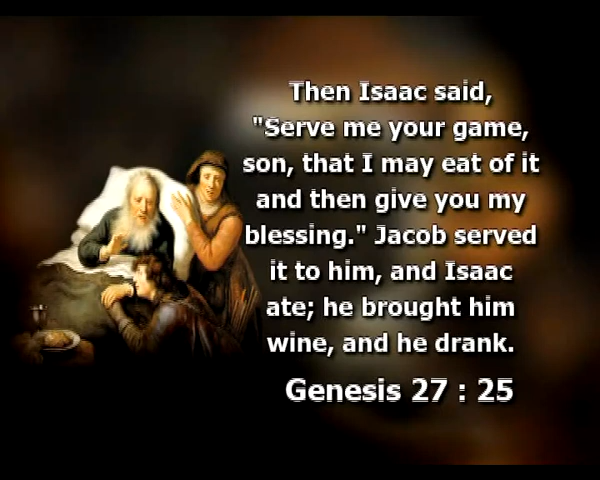 Then Isaac said,
"Serve me your game,
son, that I may eat of it
and then give you my
blessing." Jacob served
it to him, and Isaac
ate; he brought him
wine, and he drank.
Genesis 27 : 25